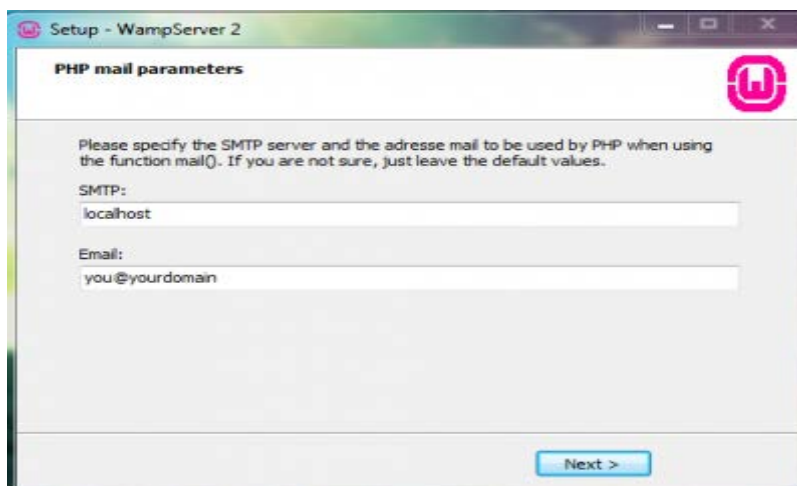 Setup - WampServer 2
PHP mail parameters
Please specify the SMTP server and the adresse mail to be used by PHP when using
the function mail(). If you are not sure, just leave the default values.
SMTP:
localhost
Email:
you@yourdomain
Next >